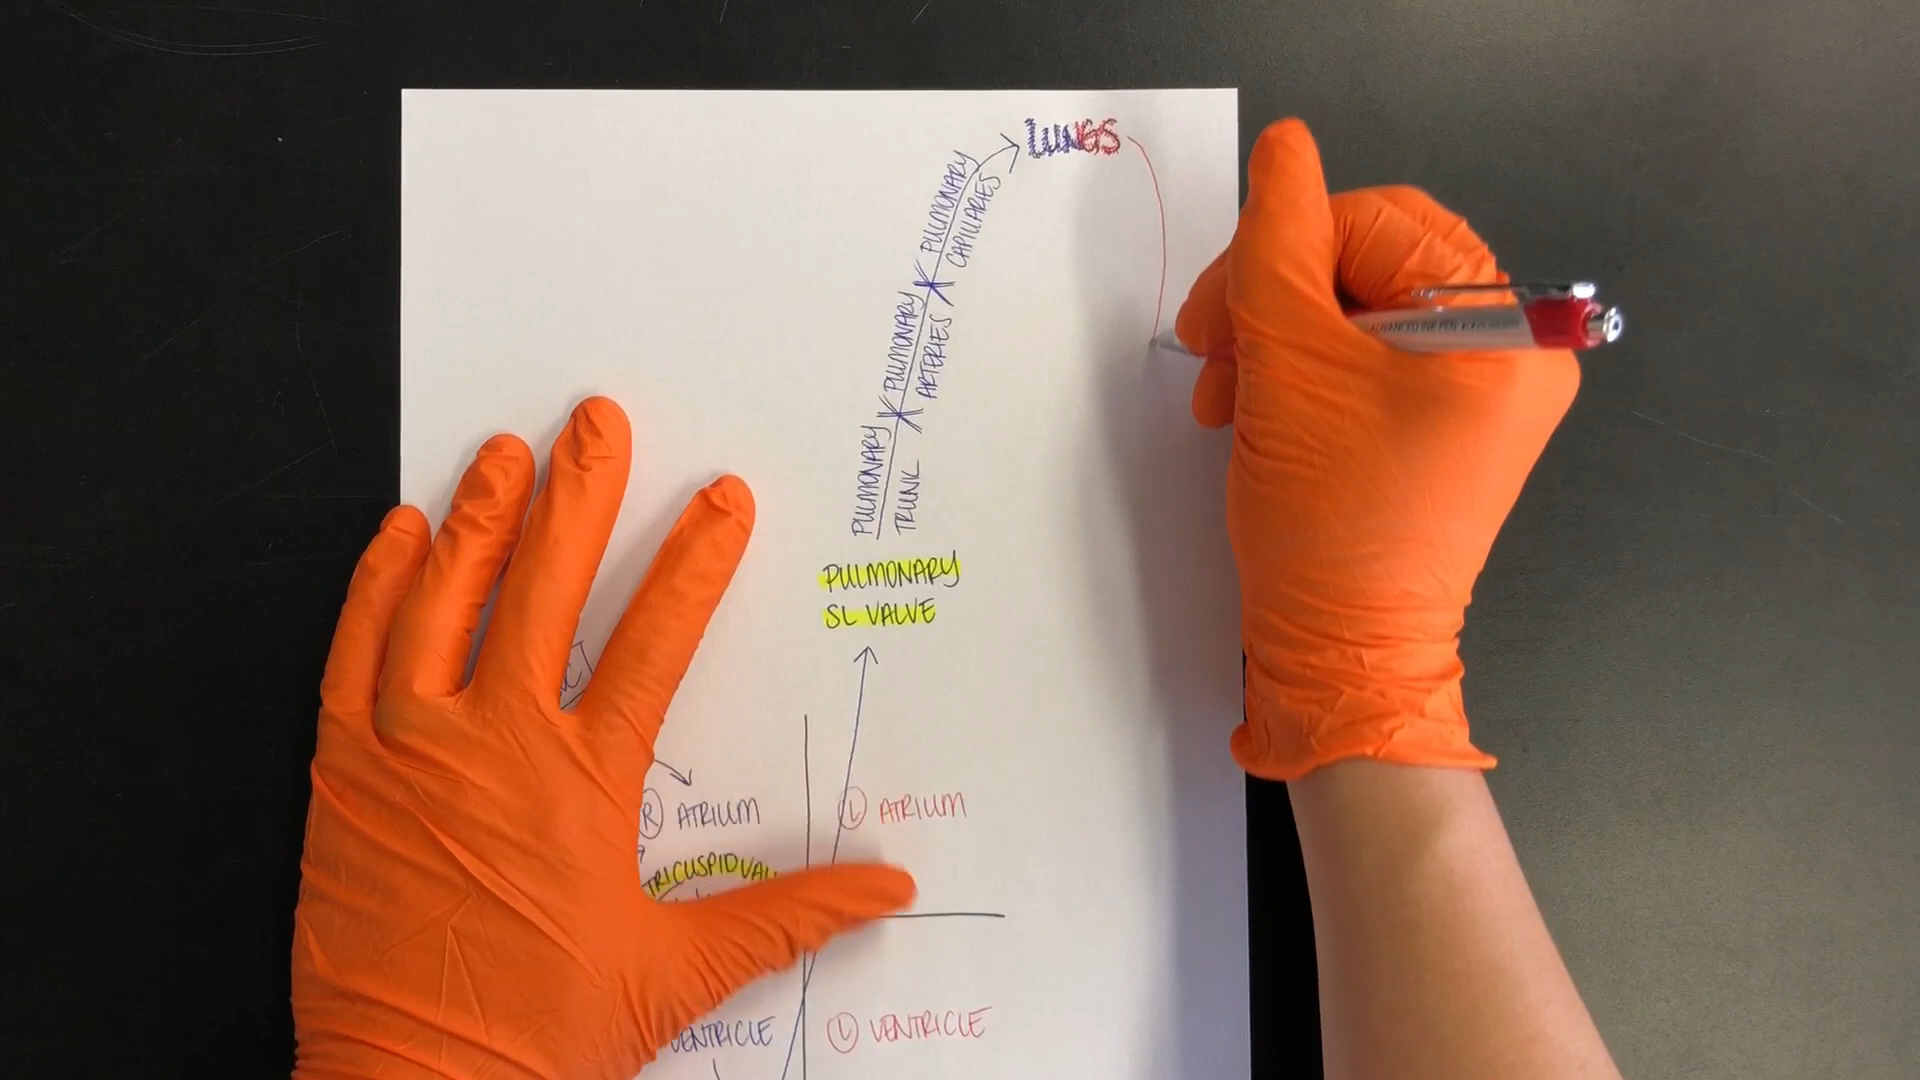 LUNGS
PULMONARY
CAPILLARIES
PULMONARY
ARTERIES
PULMONARY
TRUNK
PULMONARY
SL VALVE
R ATRIUM
L ATRIUM
TRICUSPID
VENTRICLE
L VENTRICLE